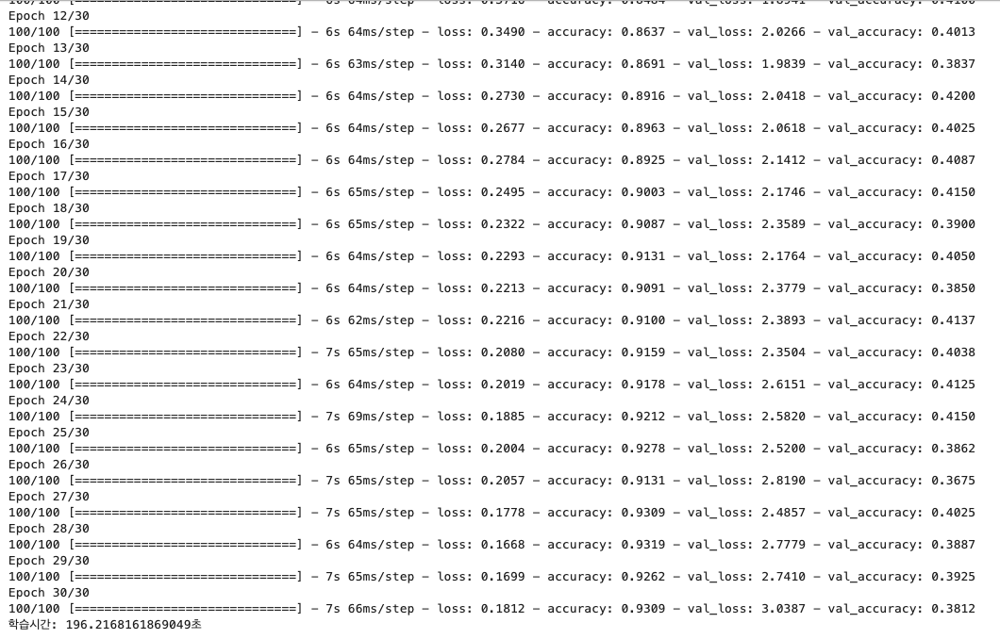 100/100 [==============================] - 6s 64ms/step - loss: 0.3716 - accuracy: 0.8484 - val_loss: 1.8941 - val_accuracy: 0.4100
Epoch 12/30
100/100 [==============================] - 6s 64ms/step - loss: 0.3490 - accuracy: 0.8637 - val_loss: 2.0266 - val_accuracy: 0.4013
Epoch 13/30
100/100 [==============================] - 6s 63ms/step - loss: 0.3140 - accuracy: 0.8691 - val_loss: 1.9839 - val_accuracy: 0.3837
Epoch 14/30
100/100 [==============================] - 6s 64ms/step - loss: 0.2730 - accuracy: 0.8916 - val_loss: 2.0418 - val_accuracy: 0.4200
Epoch 15/30
100/100 [==============================] - 6s 64ms/step - loss: 0.2677 - accuracy: 0.8963 - val_loss: 2.0618 - val_accuracy: 0.4025
Epoch 16/30
100/100 [==============================] - 6s 64ms/step - loss: 0.2784 - accuracy: 0.8925 - val_loss: 2.1412 - val_accuracy: 0.4087
Epoch 17/30
100/100 [==============================] - 6s 65ms/step - loss: 0.2495 - accuracy: 0.9003 - val_loss: 2.1746 - val_accuracy: 0.4150
Epoch 18/30
100/100 [==============================] - 6s 65ms/step - loss: 0.2322 - accuracy: 0.9087 - val_loss: 2.3589 - val_accuracy: 0.3900
Epoch 19/30
100/100 [==============================] - 6s 64ms/step - loss: 0.2293 - accuracy: 0.9131 - val_loss: 2.1764 - val_accuracy: 0.4050
Epoch 20/30
100/100 [==============================] - 6s 64ms/step - loss: 0.2213 - accuracy: 0.9091 - val_loss: 2.3779 - val_accuracy: 0.3850
Epoch 21/30
100/100 [==============================] - 6s 62ms/step - loss: 0.2216 - accuracy: 0.9100 - val_loss: 2.3893 - val_accuracy: 0.4137
Epoch 22/30
100/100 [==============================] - 7s 65ms/step - loss: 0.2080 - accuracy: 0.9159 - val_loss: 2.3504 - val_accuracy: 0.4038
Epoch 23/30
100/100 [==============================] - 6s 64ms/step - loss: 0.2019 - accuracy: 0.9178 - val_loss: 2.6151 - val_accuracy: 0.4125
Epoch 24/30
100/100 [==============================] - 7s 69ms/step - loss: 0.1885 - accuracy: 0.9212 - val_loss: 2.5820 - val_accuracy: 0.4150
Epoch 25/30
100/100 [==============================] - 6s 65ms/step - loss: 0.2004 - accuracy: 0.9278 - val_loss: 2.5200 - val_accuracy: 0.3862
Epoch 26/30
100/100 [==============================] - 7s 65ms/step - loss: 0.2057 - accuracy: 0.9131 - val_loss: 2.8190 - val_accuracy: 0.3675
Epoch 27/30
100/100 [==============================] - 7s 65ms/step - loss: 0.1778 - accuracy: 0.9309 - val_loss: 2.4857 - val_accuracy: 0.4025
Epoch 28/30
100/100 [==============================] - 6s 64ms/step - loss: 0.1668 - accuracy: 0.9319 - val_loss: 2.7779 - val_accuracy: 0.3887
Epoch 29/30
100/100 [==============================] - 7s 65ms/step - loss: 0.1699 - accuracy: 0.9262 - val_loss: 2.7410 - val_accuracy: 0.3925
Epoch 30/30
100/100 [==============================] - 7s 66ms/step - loss: 0.1812 - accuracy: 0.9309 - val_loss: 3.0387 - val_accuracy: 0.3812
학습시간: 196.2168161869049초